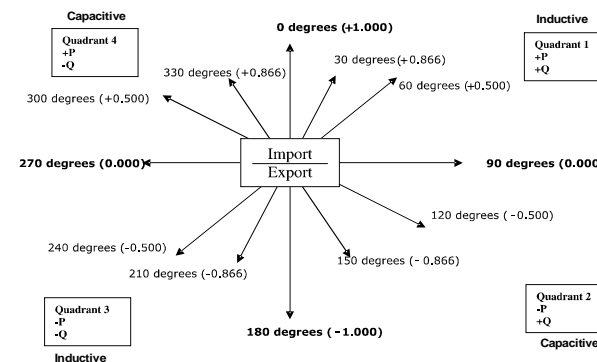 Capacitive
Quadrant 4
+P
-Q
0 degrees (+1.000)
Inductive
Quadrant 1
+P
+Q
330 degrees (+0.866)
30 degrees (+0.866)
300 degrees (+0.500)
60 degrees (+0.500)
270 degrees (0.000)
Import
Export
90 degrees (0.000
120 degrees (-0.500)
240 degrees (-0.500)
210 degrees (-0.866)
150 degrees (-0.866)
Quadrant 3
-P
-Q
Inductive
180 degrees (-1.000)
Quadrant 2
-P
+Q
Capacitive